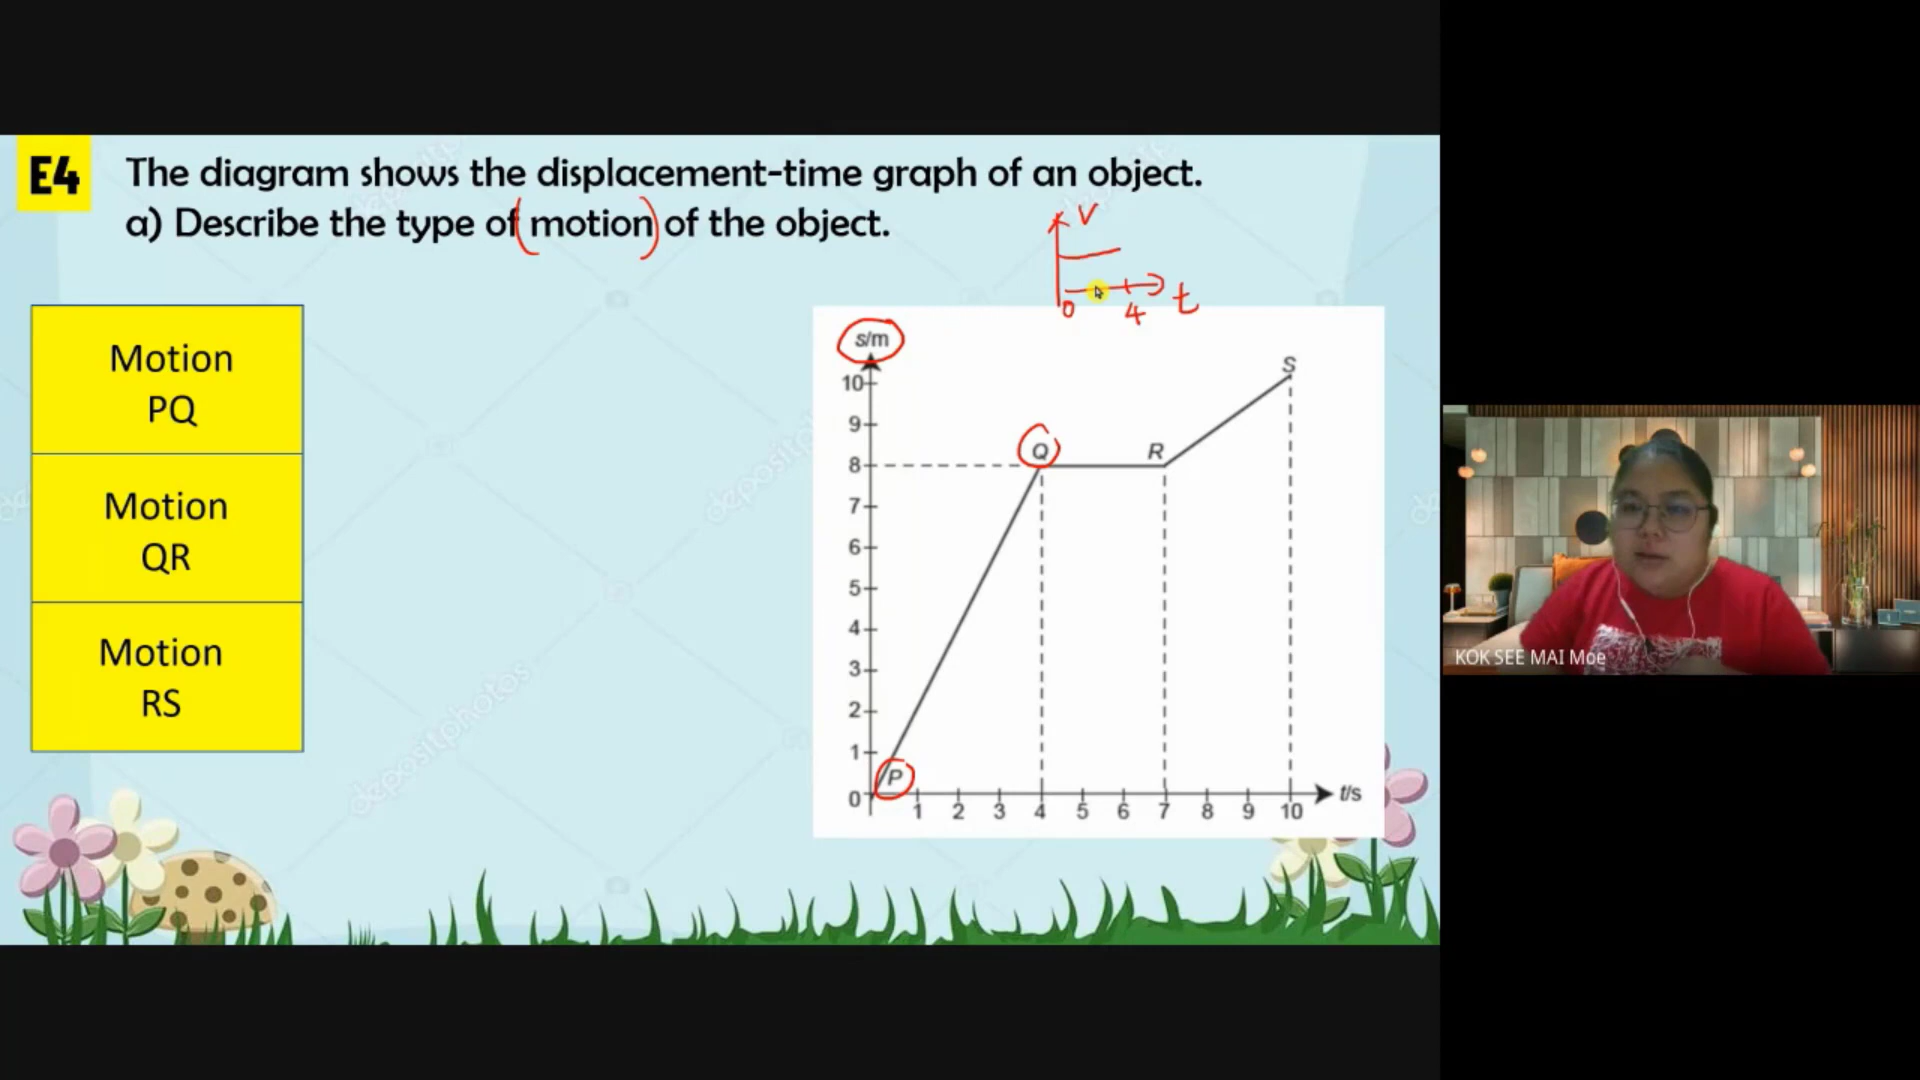 E4
The diagram shows the displacement-time graph of an object.
a) Describe the type of (motion) of the object.
v
0 4 t
Motion
PQ
Motion
QR
Motion
RS
s/m
10
9
8
7
6
5
4
3
2
1
0
P
Q
R
S
1 2 3 4 5 6 7 8 9 10 t/s
KOK SEE MAI Moe
depositphotos
depositphotos